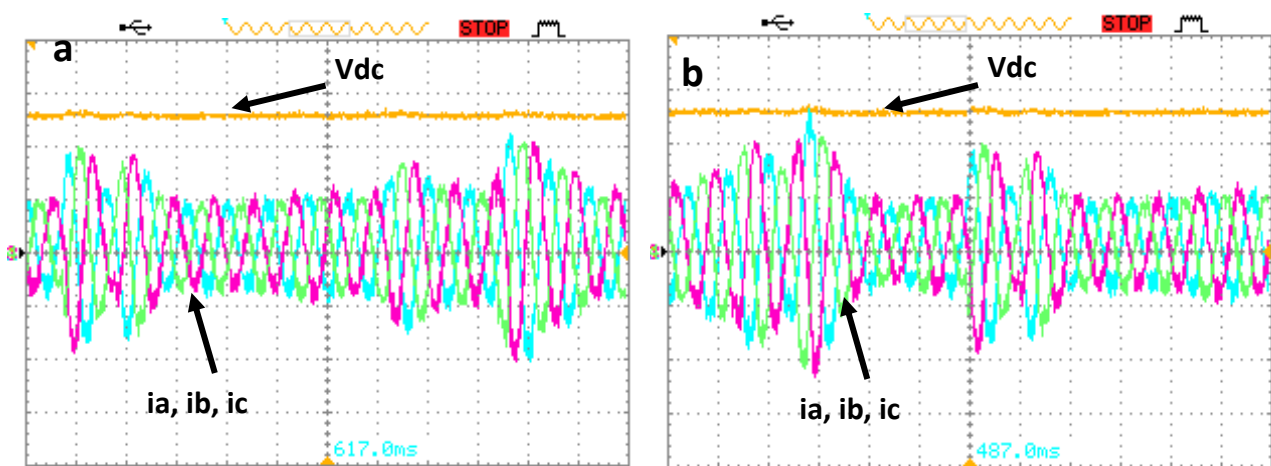 STOP
a
Vdc
ia, ib, ic
617.0ms
STOP
b
Vdc
ia, ib, ic
487.0ms